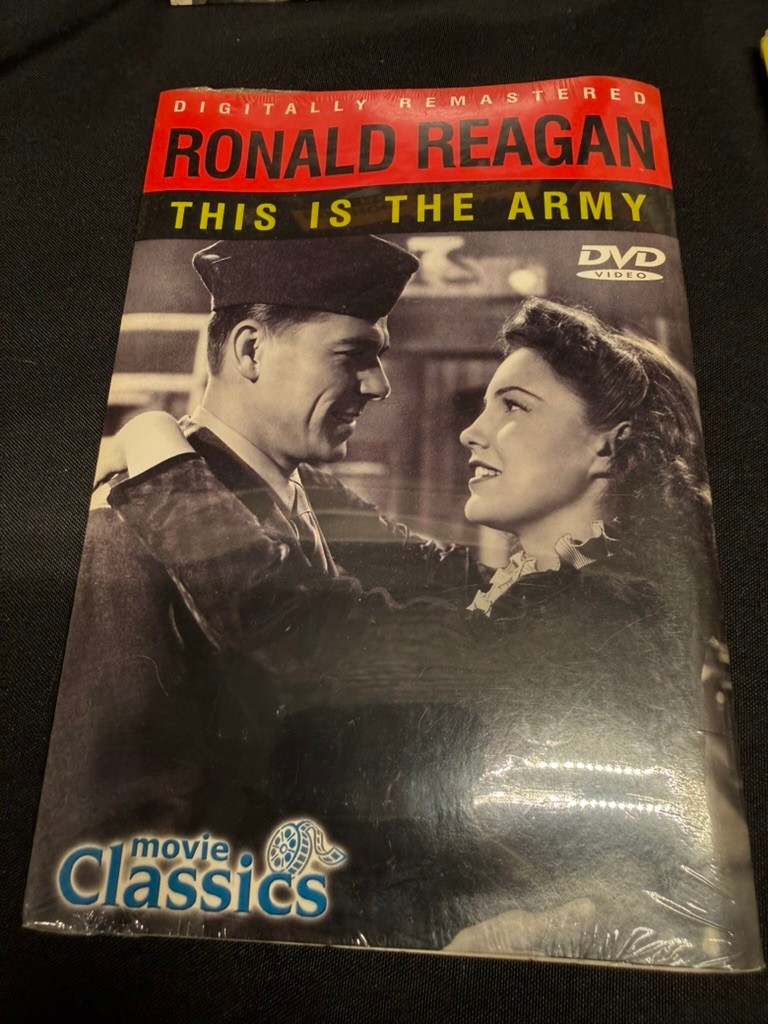 DIGITALLY REMASTERED
RONALD REAGAN
THIS IS THE ARMY
DVD
VIDEO
movie
Classics